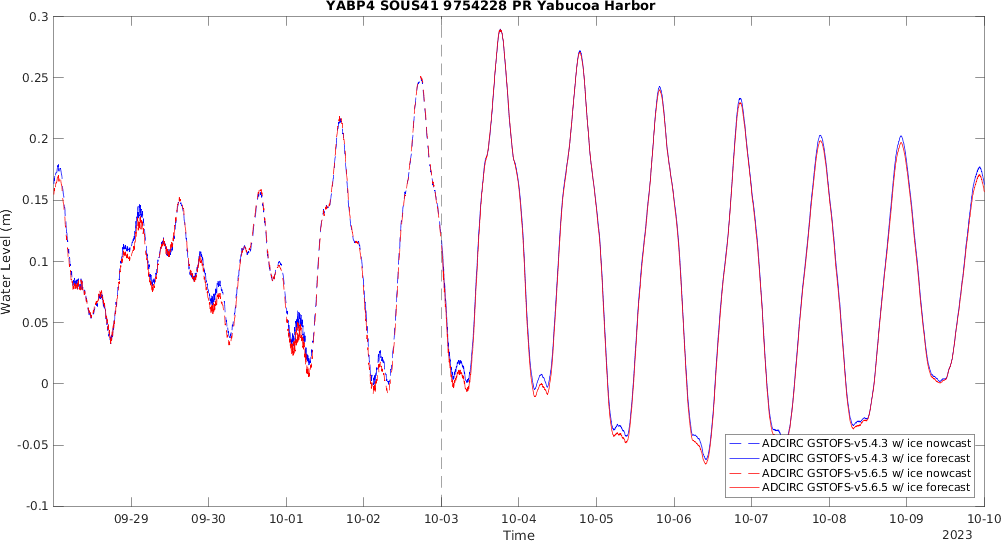 YABP4 SOUS41 9754228 PR Yabucoa Harbor
0.3
0.25
0.2
0.15
0.1
0.05
0
-0.05
-0.1
Water Level (m)
ADCIRC GSTOFS-v5.4.3 w/ ice nowcast
ADCIRC GSTOFS-v5.4.3 w/ ice forecast
ADCIRC GSTOFS-v5.6.5 w/ ice nowcast
ADCIRC GSTOFS-v5.6.5 w/ ice forecast
09-29 09-30 10-01 10-02 10-03 10-04 10-05 10-06 10-07 10-08 10-09 10-10
Time
2023